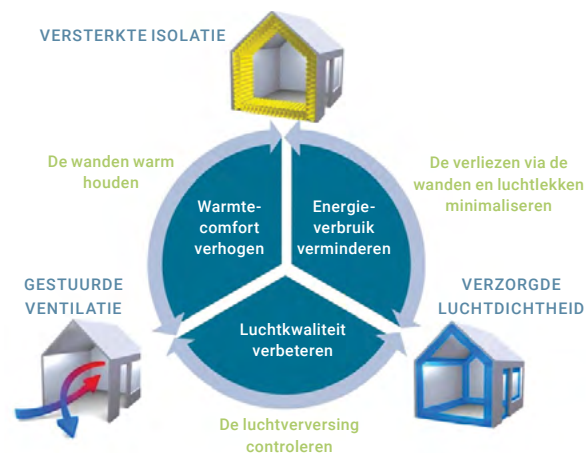 VERSTERKTE ISOLATIE
De wanden warm
houden
De verliezen via de
wanden en luchtlekken
minimaliseren
Warmte-
comfort
verhogen
Energie-
verbruik
verminderen
GESTUURDE
VENTILATIE
VERZORGDE
LUCHTDICHTHEID
Luchtkwaliteit
verbeteren
De luchtverversing
controleren